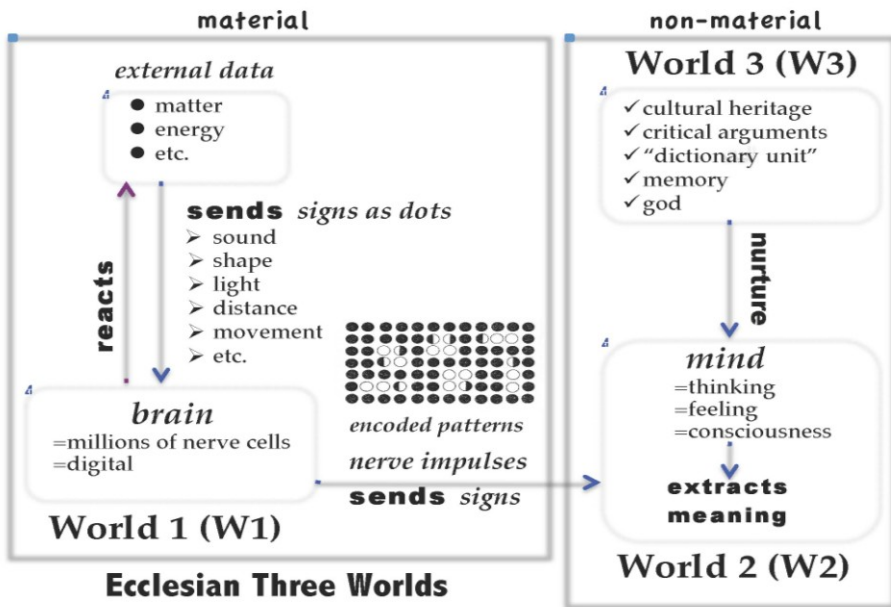 material
external data
● matter
● energy
● etc.
reacts
sends signs as dots
➢ sound
➢ shape
➢ light
➢ distance
➢ movement
➢ etc.
brain
=millions of nerve cells
=digital
encoded patterns
nerve impulses
sends signs
World 1 (W1)
Ecclesian Three Worlds
non-material
World 3 (W3)
✓ cultural heritage
✓ critical arguments
✓ “dictionary unit”
✓ memory
✓ god
nurture
mind
=thinking
=feeling
=consciousness
extracts
meaning
World 2 (W2)